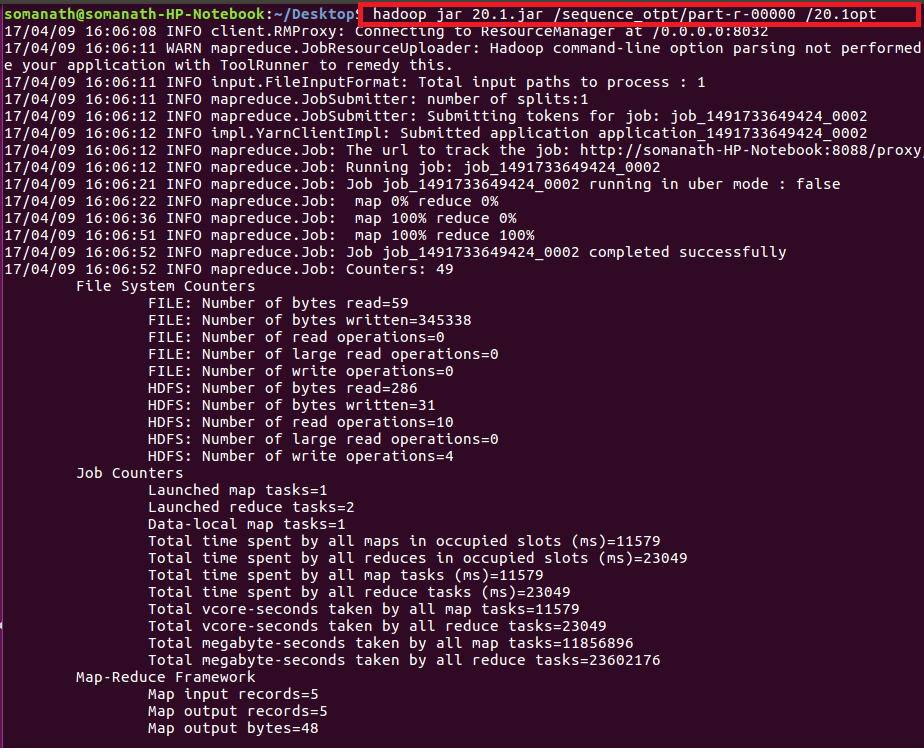 somanath@somanath-HP-Notebook:~/Desktop$ hadoop jar 20.1.jar /sequence_otpt/part-r-00000 /20.1opt
17/04/09 16:06:08 INFO client.RMProxy: Connecting to ResourceManager at /0.0.0.0:8032
17/04/09 16:06:11 WARN mapreduce.JobResourceUploader: Hadoop command-line option parsing not performed
e your application with ToolRunner to remedy this.
17/04/09 16:06:11 INFO input.FileInputFormat: Total input paths to process : 1
17/04/09 16:06:11 INFO mapreduce.JobSubmitter: number of splits:1
17/04/09 16:06:12 INFO mapreduce.JobSubmitter: Submitting tokens for job: job_1491733649424_0002
17/04/09 16:06:12 INFO impl.YarnClientImpl: Submitted application application_1491733649424_0002
17/04/09 16:06:12 INFO mapreduce.Job: The url to track the job: http://somanath-HP-Notebook:8088/proxy/
17/04/09 16:06:12 INFO mapreduce.Job: Running job: job_1491733649424_0002
17/04/09 16:06:21 INFO mapreduce.Job: Job job_1491733649424_0002 running in uber mode : false
17/04/09 16:06:22 INFO mapreduce.Job:  map 0% reduce 0%
17/04/09 16:06:36 INFO mapreduce.Job:  map 100% reduce 0%
17/04/09 16:06:51 INFO mapreduce.Job:  map 100% reduce 100%
17/04/09 16:06:52 INFO mapreduce.Job: Job job_1491733649424_0002 completed successfully
17/04/09 16:06:52 INFO mapreduce.Job: Counters: 49
File System Counters
FILE: Number of bytes read=59
FILE: Number of bytes written=345338
FILE: Number of read operations=0
FILE: Number of large read operations=0
FILE: Number of write operations=0
HDFS: Number of bytes read=286
HDFS: Number of bytes written=31
HDFS: Number of read operations=10
HDFS: Number of large read operations=0
HDFS: Number of write operations=4
Job Counters
Launched map tasks=1
Launched reduce tasks=2
Data-local map tasks=1
Total time spent by all maps in occupied slots (ms)=11579
Total time spent by all reduces in occupied slots (ms)=23049
Total time spent by all map tasks (ms)=11579
Total time spent by all reduce tasks (ms)=23049
Total vcore-seconds taken by all map tasks=11579
Total vcore-seconds taken by all reduce tasks=23049
Total megabyte-seconds taken by all map tasks=11856896
Total megabyte-seconds taken by all reduce tasks=23602176
Map-Reduce Framework
Map input records=5
Map output records=5
Map output bytes=48